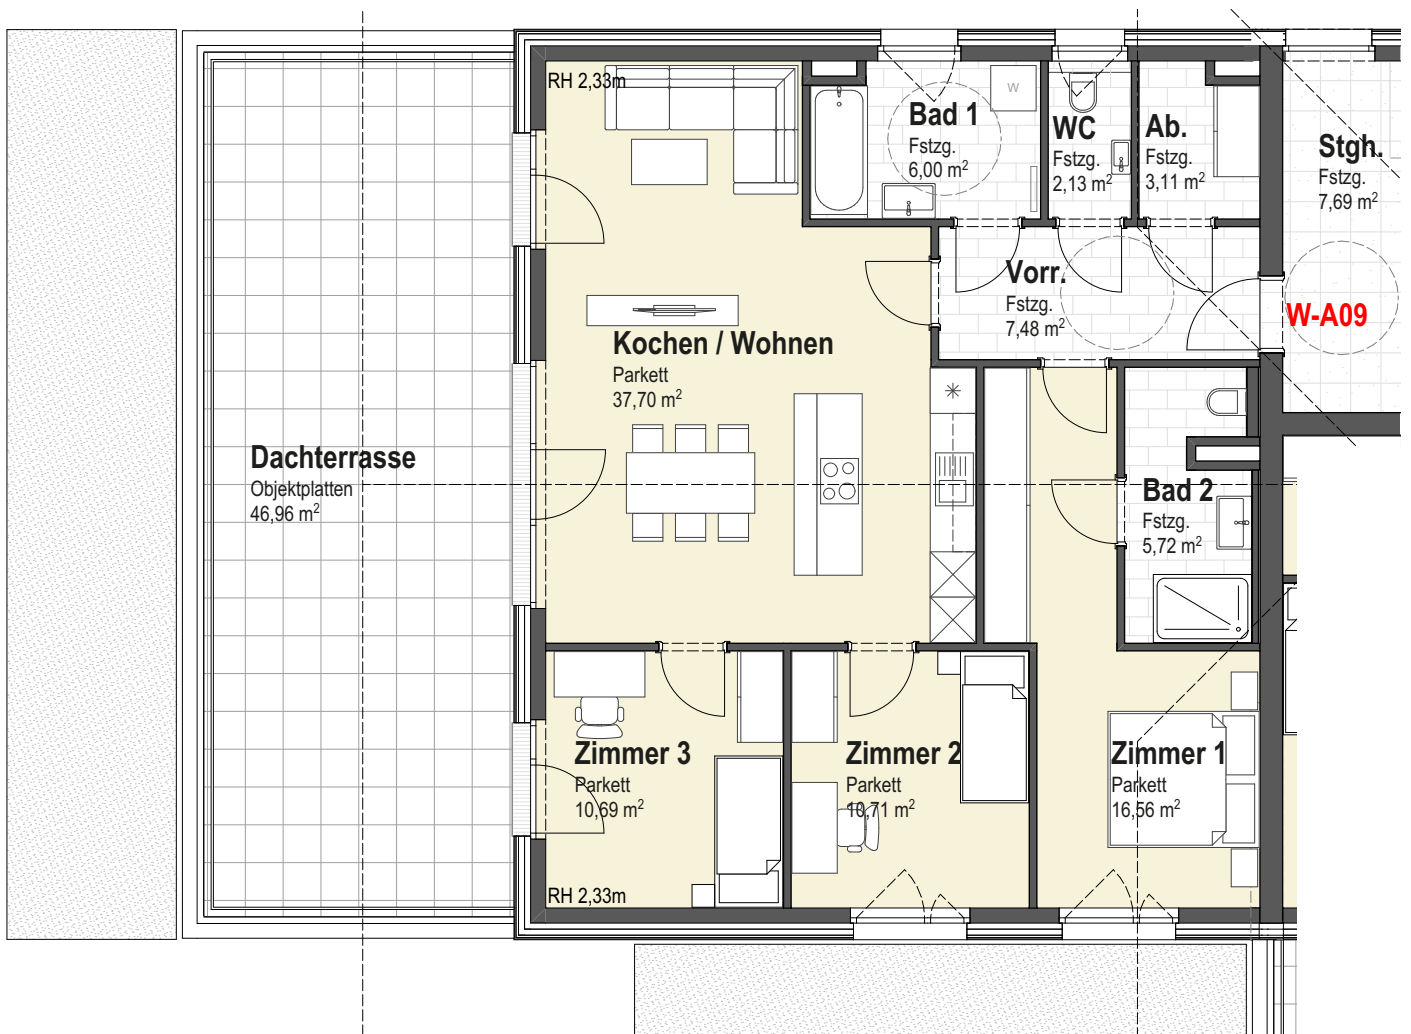 RH 2,33m
Bad 1
Fstzg.
6,00 m²
W
WC
Fstzg.
2,13 m²
Ab.
Fstzg.
3,11 m²
Stgh.
Fstzg.
7,69 m²
Vorr.
Fstzg.
7,48 m²
W-A09
Kochen / Wohnen
Parkett
37,70 m²
Dachterrasse
Objektplatten
46,96 m²
Bad 2
Fstzg.
5,72 m²
Zimmer 3
Parkett
10,69 m²
Zimmer 2
Parkett
10,71 m²
Zimmer 1
Parkett
16,56 m²
RH 2,33m